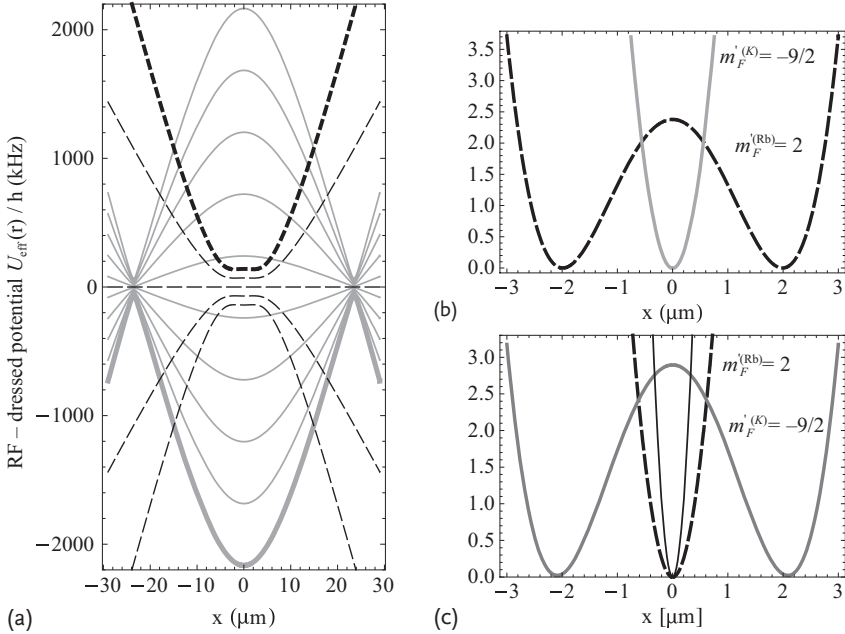 RF – dressed potential U_eff(r) / h (kHz)
2000
1000
0
−1000
−2000
−30 −20 −10 0 10 20 30
x (μm)
(a)
3.5
3.0
2.5
2.0
1.5
1.0
0.5
0.0
m'_F^(K) = –9/2
m'_F^(Rb) = 2
−3 −2 −1 0 1 2 3
x (μm)
(b)
3.0
2.5
2.0
1.5
1.0
0.5
0.0
m'_F^(Rb) = 2
m'_F^(K) = –9/2
−3 −2 −1 0 1 2 3
x [μm]
(c)